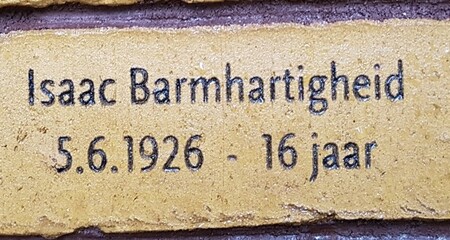 Isaac Barmhartigheid
5.6.1926 - 16 jaar